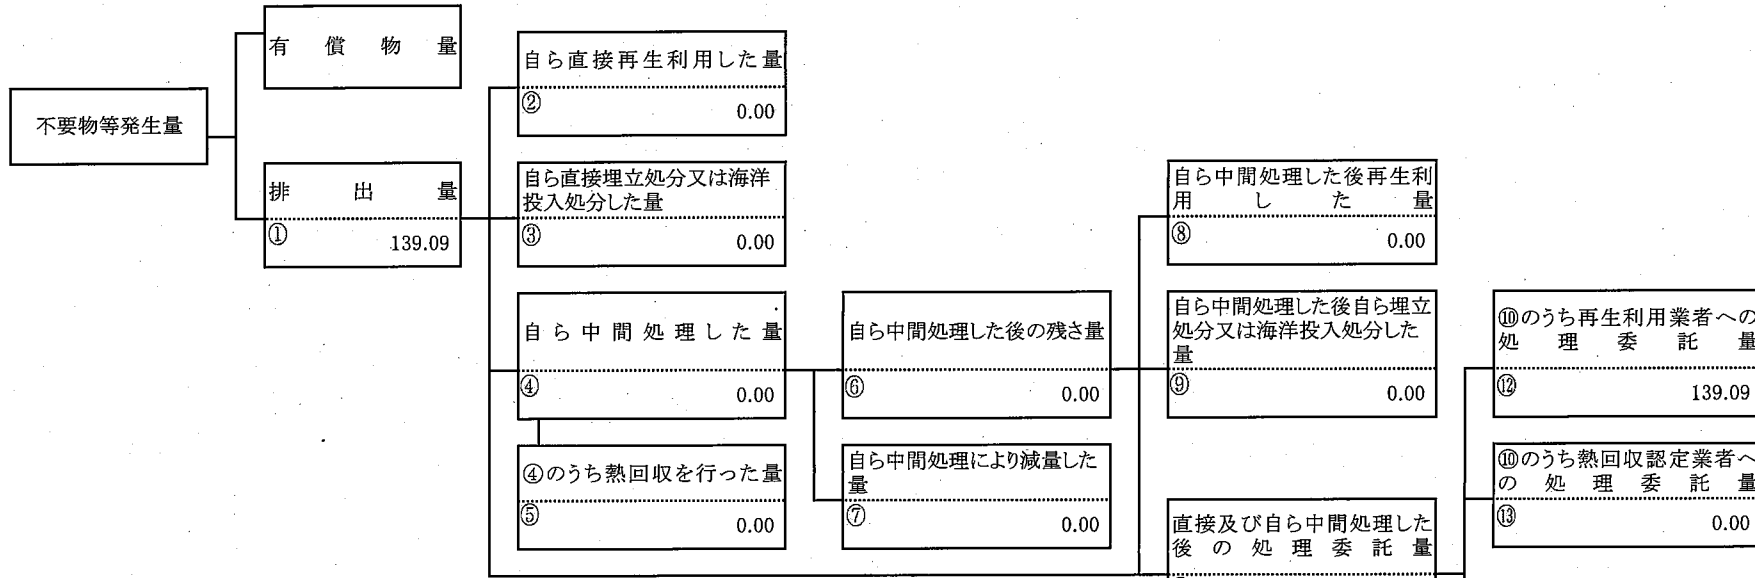 有償物量
不要物等発生量
排出量
① 139.09
自ら直接再生利用した量
② 0.00
自ら直接埋立処分又は海洋
投入処分した量
③ 0.00
自ら中間処理した量
④ 0.00
④のうち熱回収を行った量
⑤ 0.00
自ら中間処理した後の残さ量
⑥ 0.00
自ら中間処理により減量した
量
⑦ 0.00
自ら中間処理した後再生利
用した量
⑧ 0.00
自ら中間処理した後自ら埋立
処分又は海洋投入処分した
量
⑨ 0.00
直接及び自ら中間処理した
後の処理委託量
⑩のうち再生利用業者への
処理委託量
⑫ 139.09
⑩のうち熱回収認定業者へ
の処理委託量
⑬ 0.00